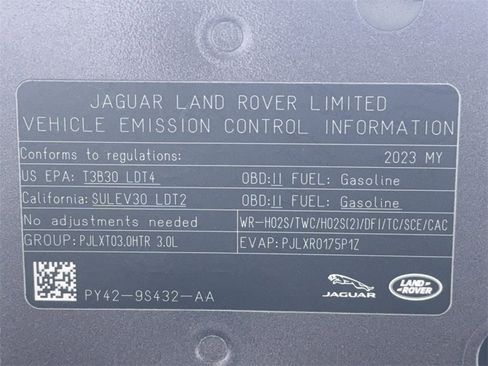 JAGUAR LAND ROVER LIMITED
VEHICLE EMISSION CONTROL INFORMATION
Conforms to regulations: 2023 MY
US EPA: T3B30 LDT4 OBD:II FUEL: Gasoline
California: SULEV30 LDT2 OBD:II FUEL: Gasoline
No adjustments needed WR-HO2S/TWC/HO2S(2)/DFI/TC/SCE/CAC
GROUP: PJLXT03.0HTR 3.0L EVAP: PJLXR0175P1Z
PY42-9S432-AA
JAGUAR
LAND ROVER